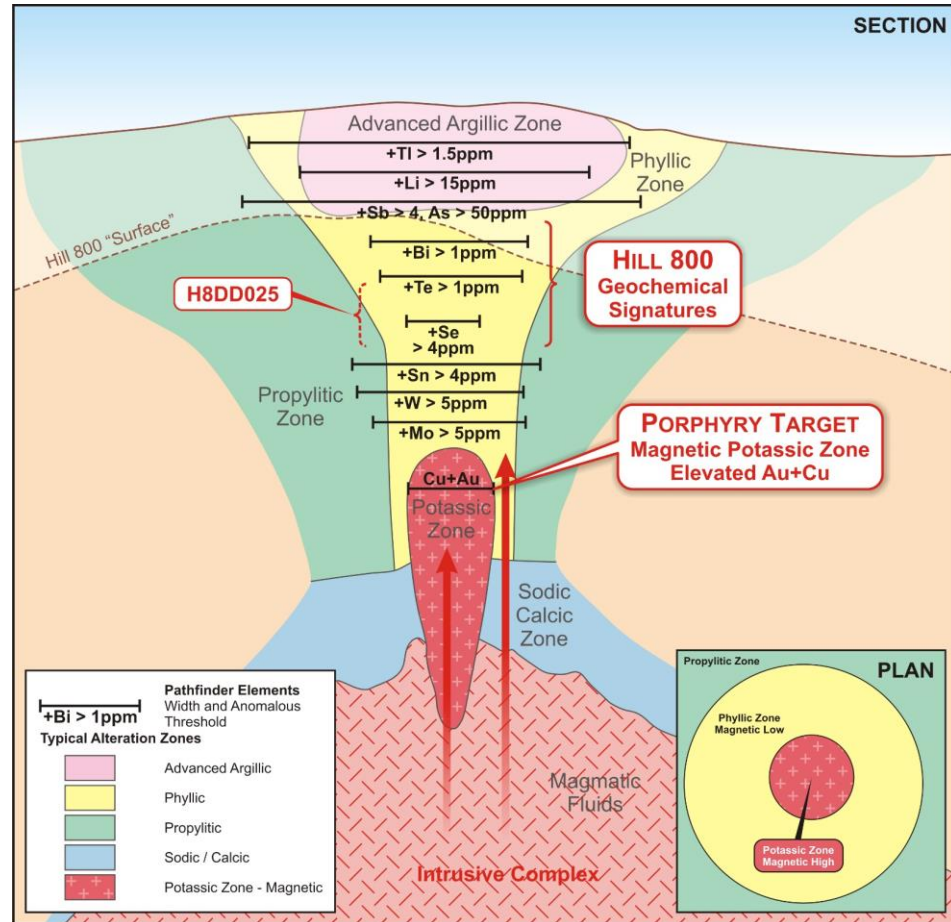 SECTION
Advanced Argillic Zone
+Tl > 1.5ppm
Phyllic
Zone
+Li > 15ppm
+Sb > 4, As > 50ppm
Hill 800 "Surface"
+Bi > 1ppm
HILL 800
Geochemical
Signatures
H8DD025
+Te > 1ppm
+Se
> 4ppm
+Sn > 4ppm
Propylitic
Zone
+W > 5ppm
+Mo > 5ppm
PORPHYRY TARGET
Magnetic Potassic Zone
Elevated Au+Cu
Cu+Au
Potassic
Zone
Sodic
Calcic
Zone
Magmatic
Fluids
Intrusive Complex
+Bi > 1ppm
Pathfinder Elements
Width and Anomalous
Threshold
Typical Alteration Zones
Advanced Argillic
Phyllic
Propylitic
Sodic / Calcic
Potassic Zone - Magnetic
Propylitic Zone
PLAN
Phyllic Zone
Magnetic Low
Potassic Zone
Magnetic High